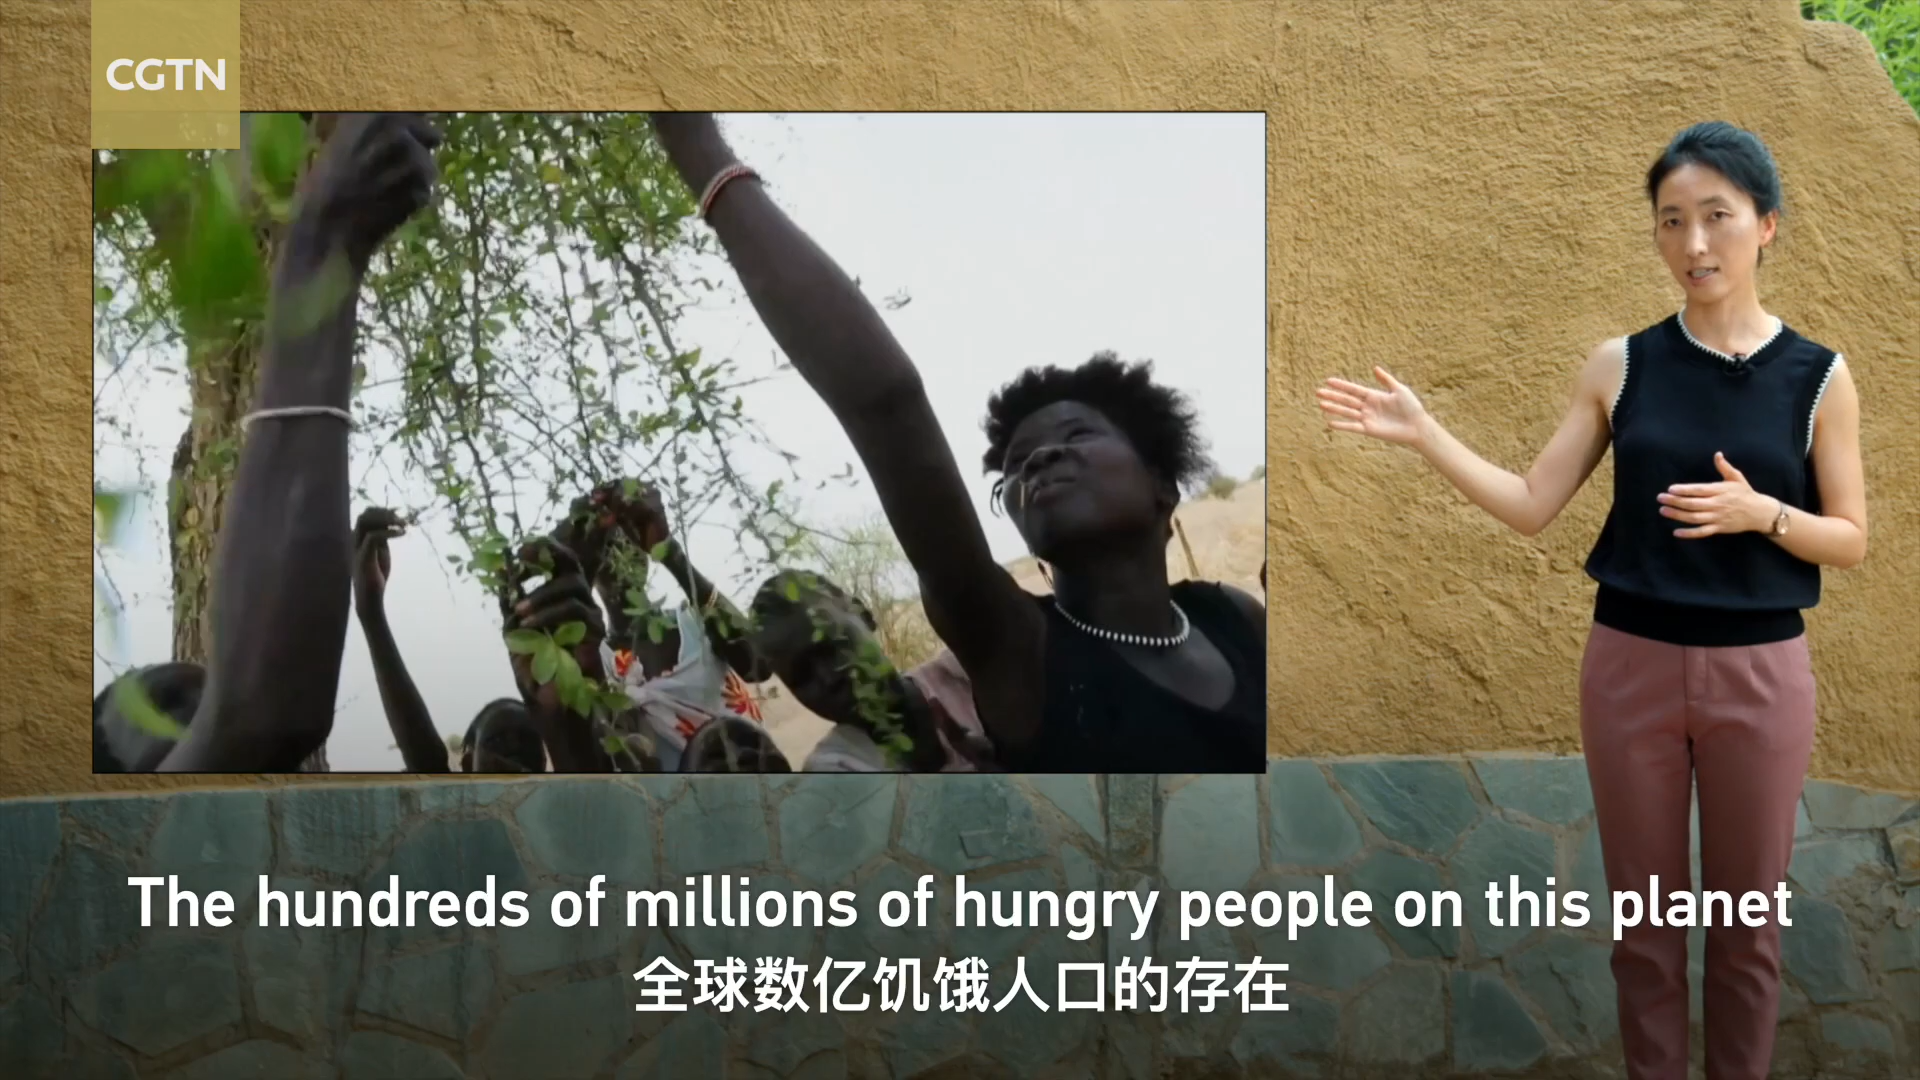 CGTN
The hundreds of millions of hungry people on this planet
全球数亿饥饿人口的存在